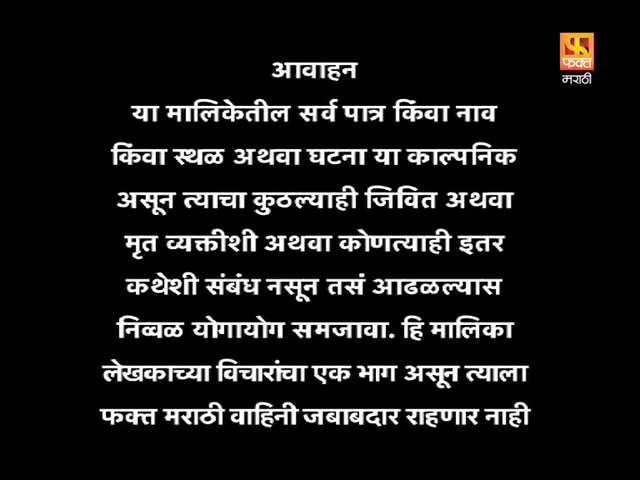 फक्त
मराठी
आवाहन
या मालिकेतील सर्व पात्र किंवा नाव
किंवा स्थळ अथवा घटना या काल्पनिक
असून त्याचा कुठल्याही जिवित अथवा
मृत व्यक्तीशी अथवा कोणत्याही इतर
कथेशी संबंध नसून तसं आढळल्यास
निव्वळ योगायोग समजावा. हि मालिका
लेखकाच्या विचारांचा एक भाग असून त्याला
फक्त मराठी वाहिनी जबाबदार राहणार नाही